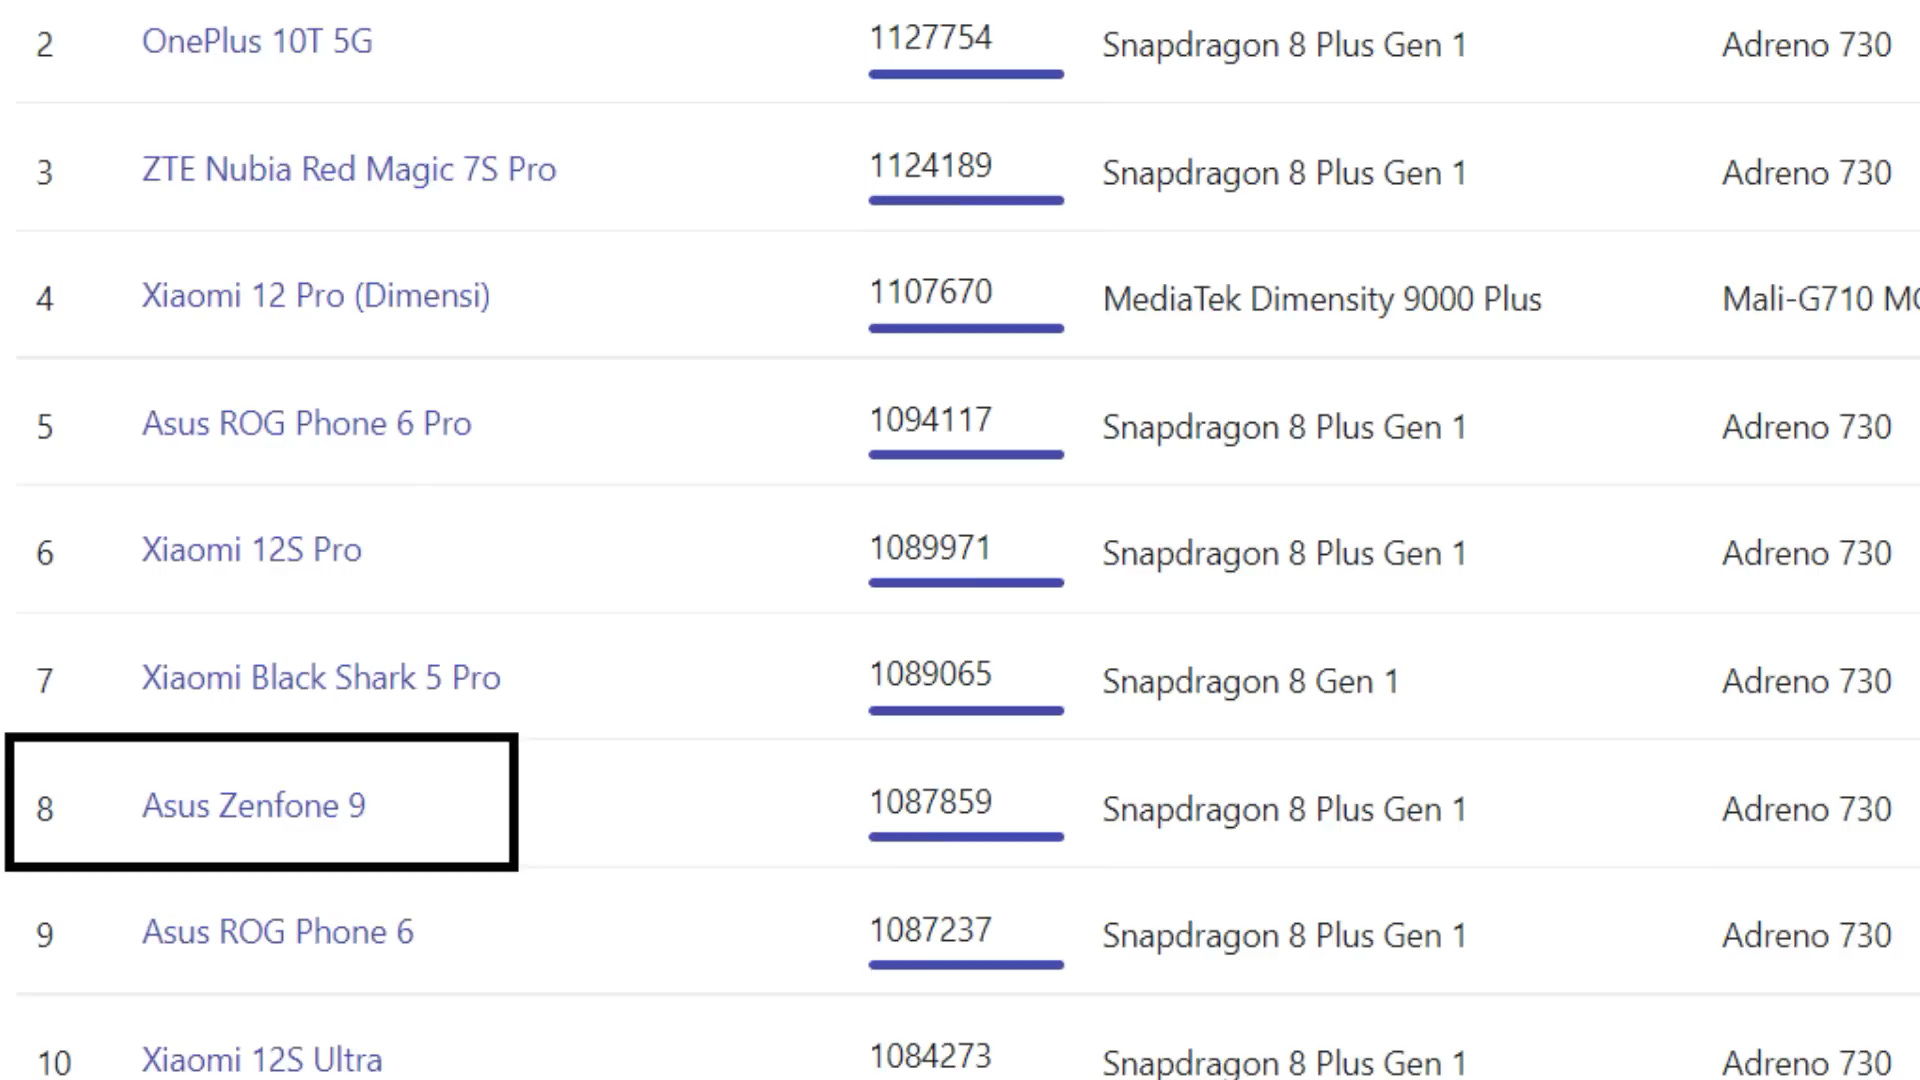 2 OnePlus 10T 5G 1127754 Snapdragon 8 Plus Gen 1 Adreno 730
3 ZTE Nubia Red Magic 7S Pro 1124189 Snapdragon 8 Plus Gen 1 Adreno 730
4 Xiaomi 12 Pro (Dimensi) 1107670 MediaTek Dimensity 9000 Plus Mali-G710
5 Asus ROG Phone 6 Pro 1094117 Snapdragon 8 Plus Gen 1 Adreno 730
6 Xiaomi 12S Pro 1089971 Snapdragon 8 Plus Gen 1 Adreno 730
7 Xiaomi Black Shark 5 Pro 1089065 Snapdragon 8 Gen 1 Adreno 730
8 Asus Zenfone 9 1087859 Snapdragon 8 Plus Gen 1 Adreno 730
9 Asus ROG Phone 6 1087237 Snapdragon 8 Plus Gen 1 Adreno 730
10 Xiaomi 12S Ultra 1084273 Snapdragon 8 Plus Gen 1 Adreno 730